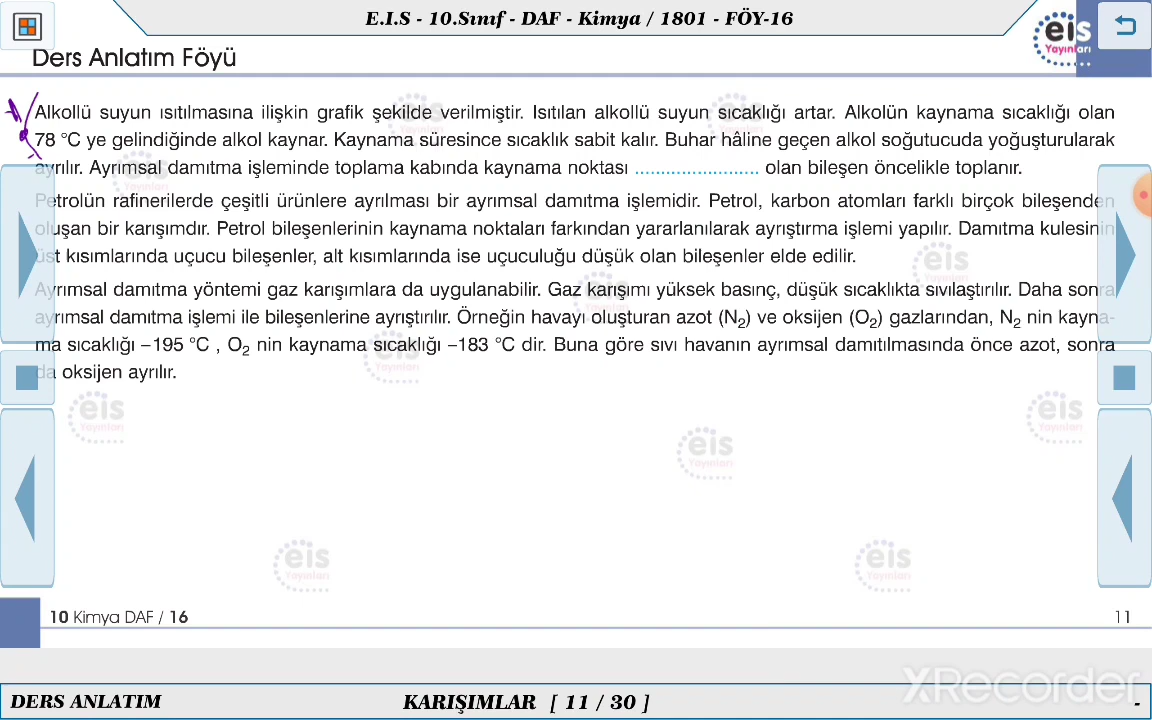 E.I.S - 10.Sınıf - DAF - Kimya / 1801 - FÖY-16
eis
Yayınları
Ders Anlatım Föyü
Alkollü suyun ısıtılmasına ilişkin grafik şekilde verilmiştir. Isıtılan alkollü suyun sıcaklığı artar. Alkolün kaynama sıcaklığı olan
78 °C ye gelindiğinde alkol kaynar. Kaynama süresince sıcaklık sabit kalır. Buhar hâline geçen alkol soğutucuda yoğuşturularak
ayrılır. Ayrımsal damıtma işleminde toplama kabında kaynama noktası ........................ olan bileşen öncelikle toplanır.
Petrolün rafinerilerde çeşitli ürünlere ayrılması bir ayrımsal damıtma işlemidir. Petrol, karbon atomları farklı birçok bileşenden
oluşan bir karışımdır. Petrol bileşenlerinin kaynama noktaları farkından yararlanılarak ayrıştırma işlemi yapılır. Damıtma kulesinin
üst kısımlarında uçucu bileşenler, alt kısımlarında ise uçuculuğu düşük olan bileşenler elde edilir.
Ayrımsal damıtma yöntemi gaz karışımlara da uygulanabilir. Gaz karışımı yüksek basınç, düşük sıcaklıkta sıvılaştırılır. Daha sonra
ayrımsal damıtma işlemi ile bileşenlerine ayrıştırılır. Örneğin havayı oluşturan azot (N₂) ve oksijen (O₂) gazlarından, N₂ nin kayna-
ma sıcaklığı –195 °C , O₂ nin kaynama sıcaklığı –183 °C dir. Buna göre sıvı havanın ayrımsal damıtılmasında önce azot, sonra
da oksijen ayrılır.
10 Kimya DAF / 16
11
XRecorder
DERS ANLATIM
KARIŞIMLAR [ 11 / 30 ]
-